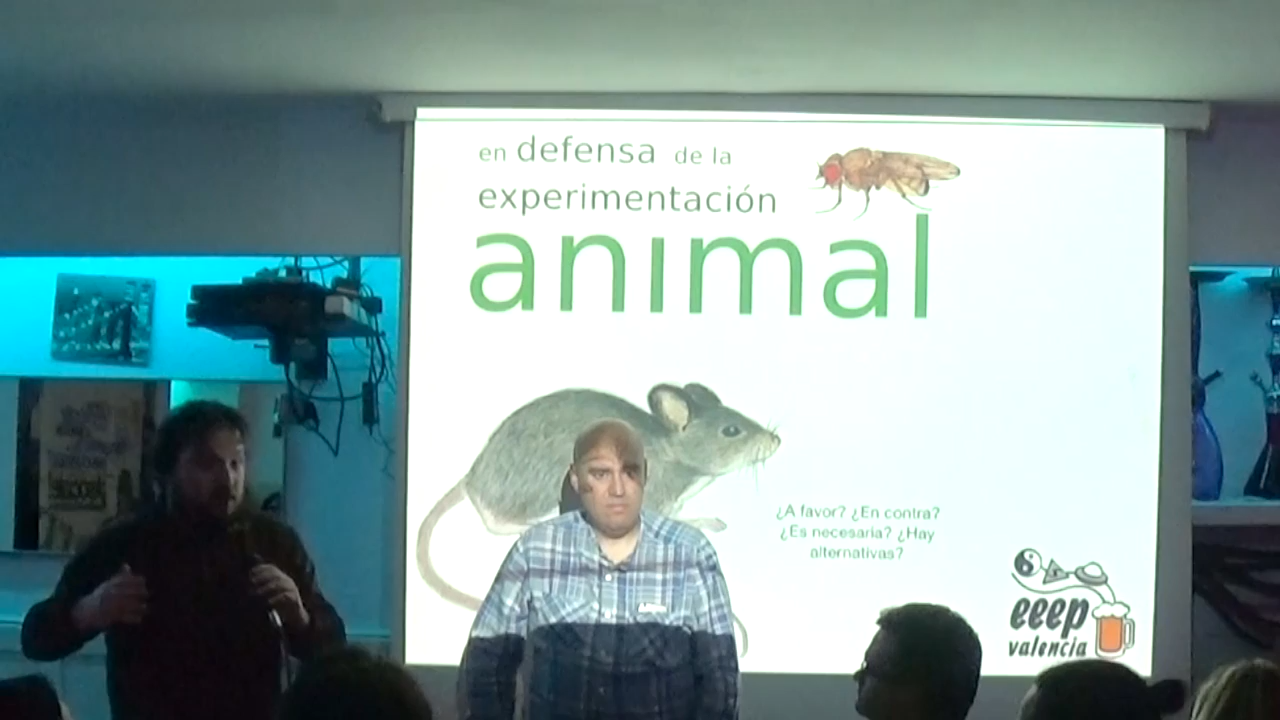 en defensa de la
experimentación
animal
¿A favor? ¿En contra?
¿Es necesaria? ¿Hay
alternativas?
eeep
valencia